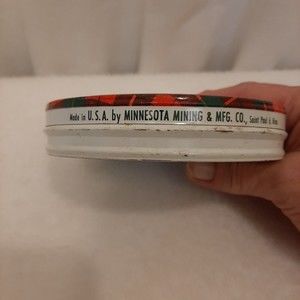 Made in U.S.A. by MINNESOTA MINING & MFG. CO., Saint Paul 6, Minn.